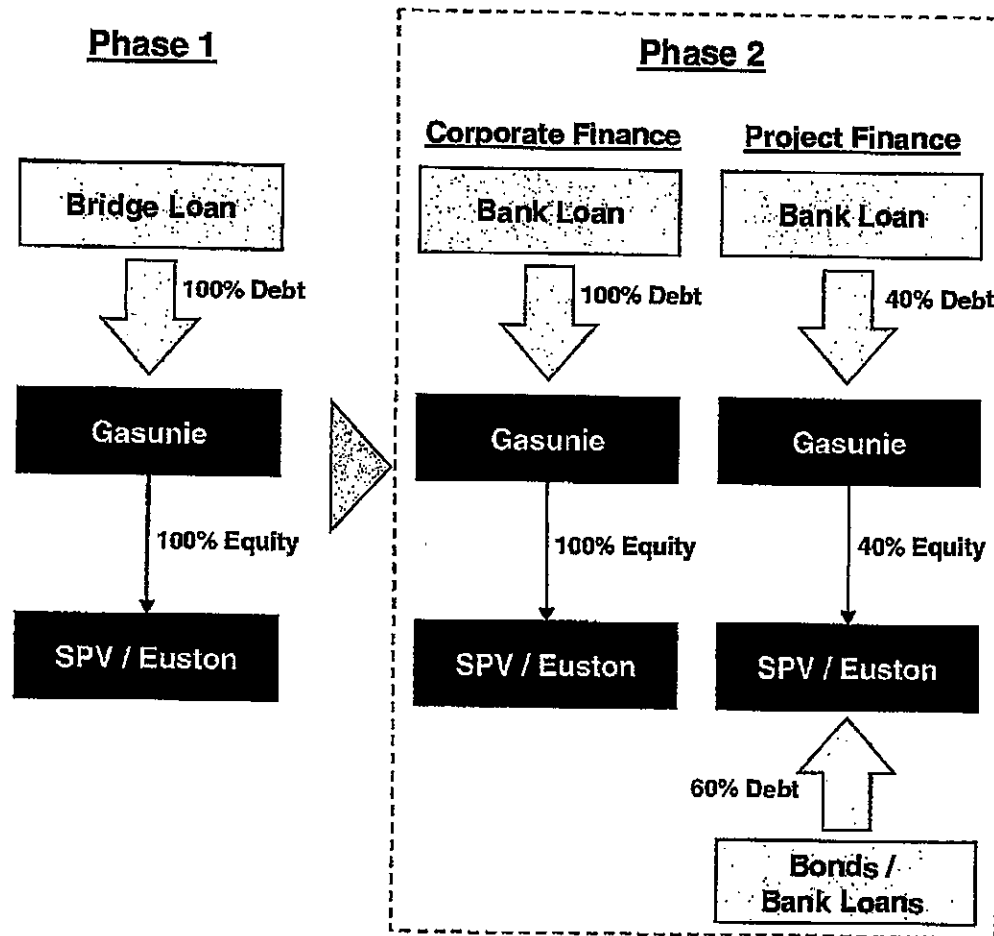 Phase 1
Bridge Loan
100% Debt
Gasunie
100% Equity
SPV / Euston
Phase 2
Corporate Finance
Bank Loan
100% Debt
Gasunie
100% Equity
SPV / Euston
Project Finance
Bank Loan
40% Debt
Gasunie
40% Equity
SPV / Euston
60% Debt
Bonds /
Bank Loans